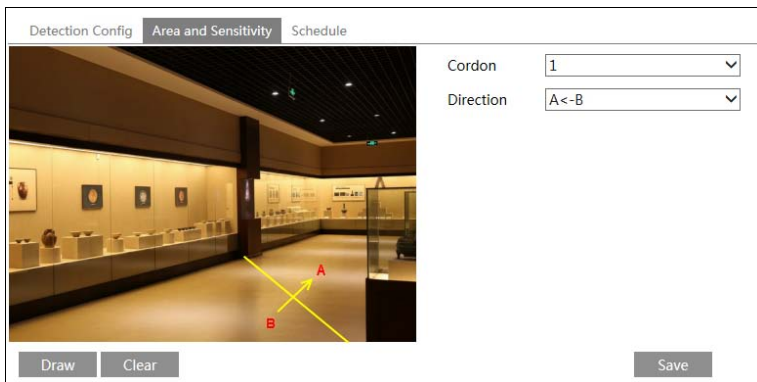 Detection Config Area and Sensitivity Schedule
Cordon 1
Direction A<-B
A
B
Draw Clear Save